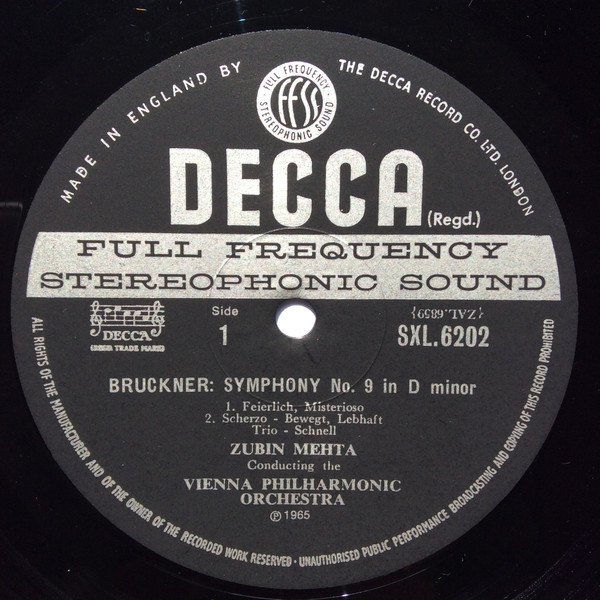 MADE IN ENGLAND BY
THE DECCA RECORD CO. LTD. LONDON
FULL FREQUENCY
FFSS
STEREOPHONIC SOUND
DECCA
(Regd.)
FULL FREQUENCY
STEREOPHONIC SOUND
DECCA
(REGD. TRADE MARK)
Side
1
{ZAL.6859}
SXL.6202
BRUCKNER: SYMPHONY No. 9 in D minor
1. Feierlich, Misterioso
2. Scherzo - Bewegt, Lebhaft
Trio - Schnell
ZUBIN MEHTA
Conducting the
VIENNA PHILHARMONIC
ORCHESTRA
℗ 1965
ALL RIGHTS OF THE MANUFACTURER AND OF THE OWNER OF THE RECORDED WORK RESERVED · UNAUTHORISED PUBLIC PERFORMANCE BROADCASTING AND COPYING OF THIS RECORD PROHIBITED